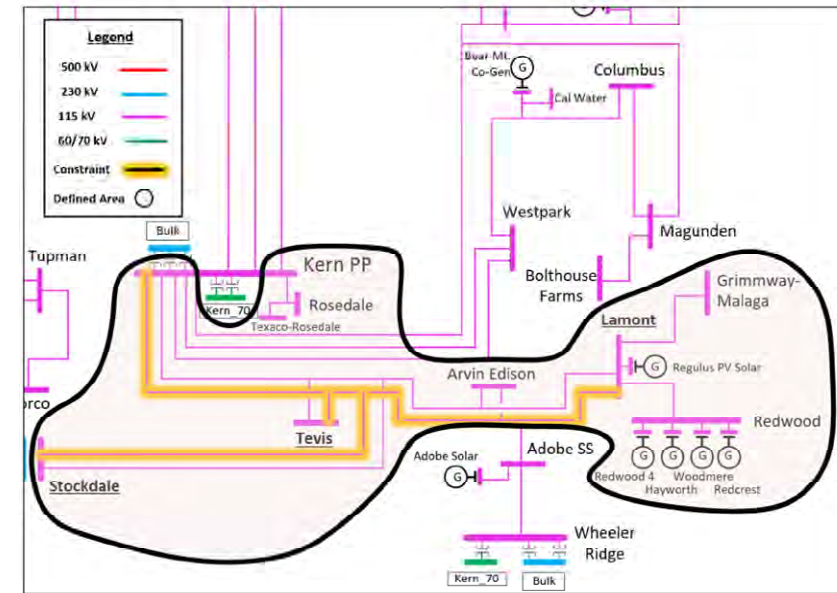 Legend
500 kV
230 kV
115 kV
60/70 kV
Constraint
Defined Area
G
Co-Gen
Cal Water
Columbus
Westpark
Magunden
Bolthouse
Farms
Bulk
Tupman
Kern PP
Kern_70
Rosedale
Texaco-Rosedale
Grimmway-
Malaga
Lamont
G
Regulus PV Solar
Arvin Edison
Redwood
G
G
G
G
Redwood 4
Woodmere
Hayworth
Redcrest
Tevis
Stockdale
Adobe Solar
G
Adobe SS
Wheeler
Ridge
Kern_70
Bulk